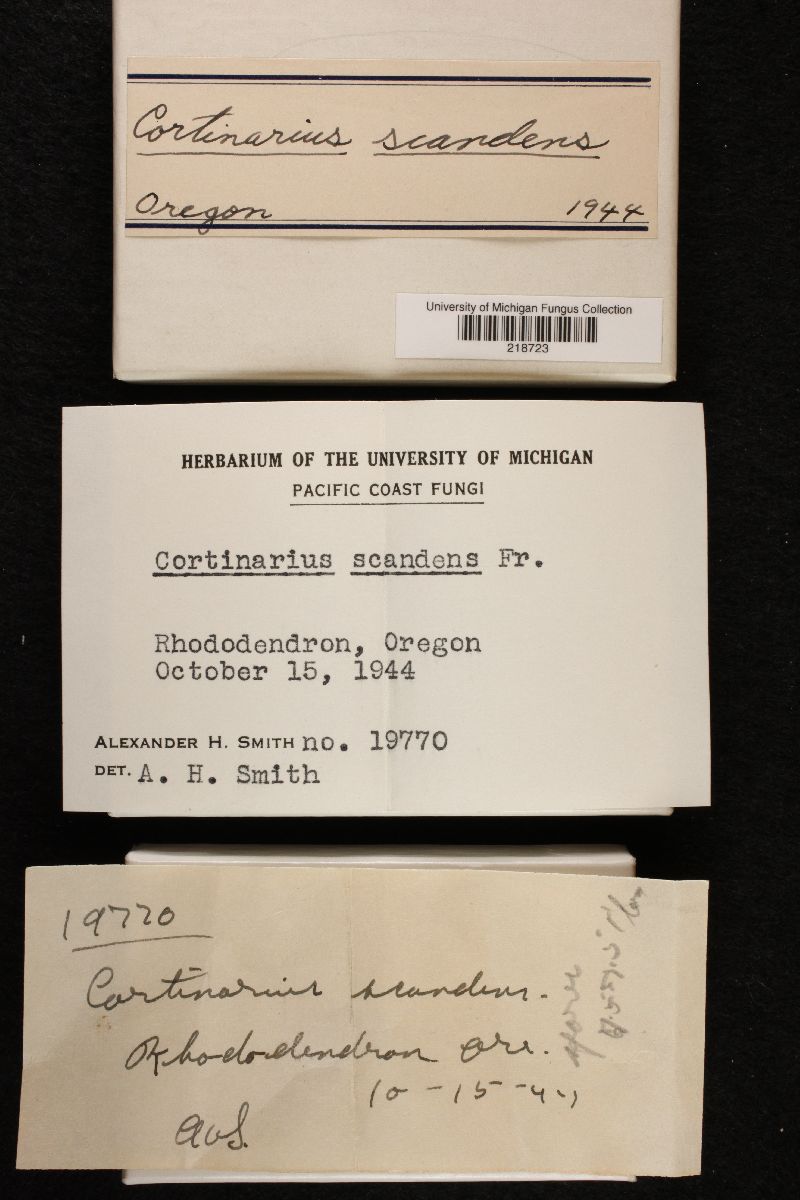 Cortinarius scandens
Oregon 1944
University of Michigan Fungus Collection
218723
HERBARIUM OF THE UNIVERSITY OF MICHIGAN
PACIFIC COAST FUNGI
Cortinarius scandens Fr.
Rhododendron, Oregon
October 15, 1944
ALEXANDER H. SMITH no. 19770
DET. A. H. Smith
19770
Cortinarius scandens.
Rhododendron Ore.
10-15-4
spores